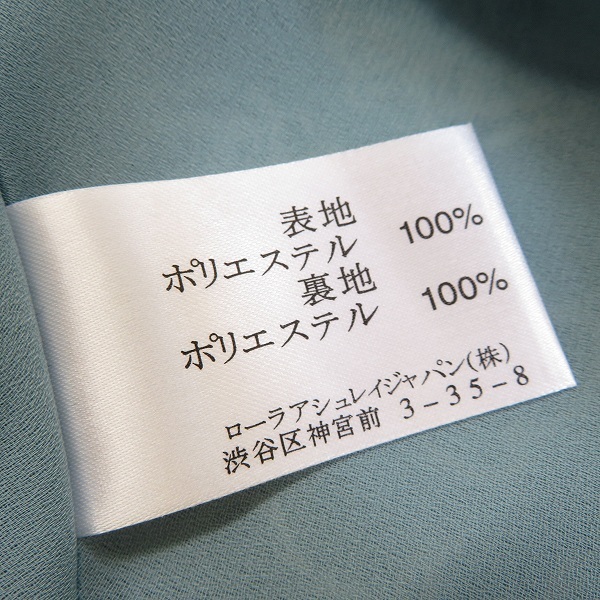 表地
ポリエステル 100%
裏地
ポリエステル 100%
ローラアシュレイジャパン(株)
渋谷区神宮前 3-35-8